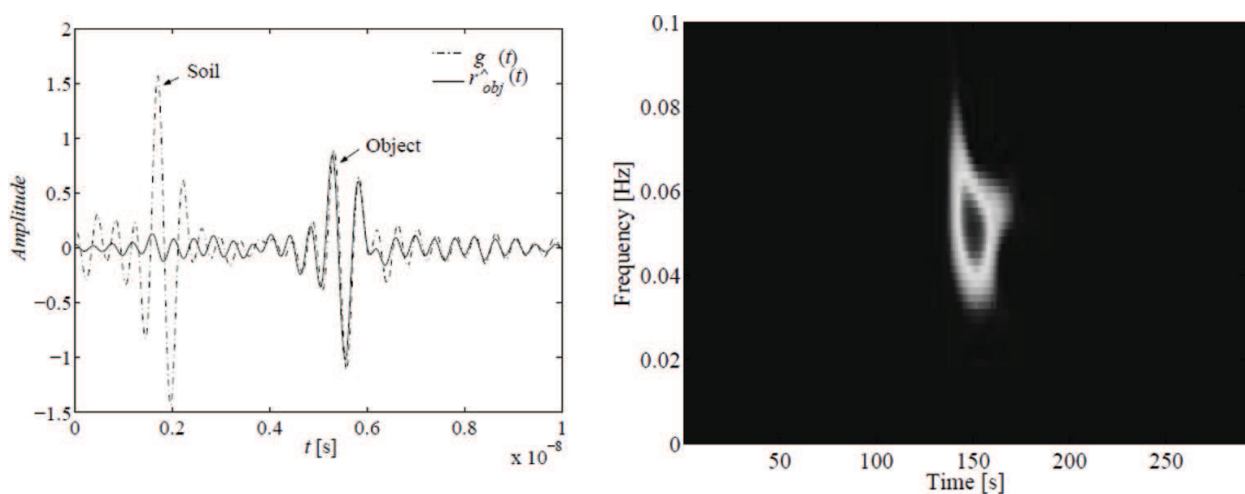 2
1.5
1
0.5
0
−0.5
−1
−1.5
Amplitude
Soil
Object
g (t)
r^obj (t)
0 0.2 0.4 0.6 0.8 1
t [s]
x 10⁻⁸
0.1
0.08
0.06
0.04
0.02
0
Frequency [Hz]
50 100 150 200 250
Time [s]